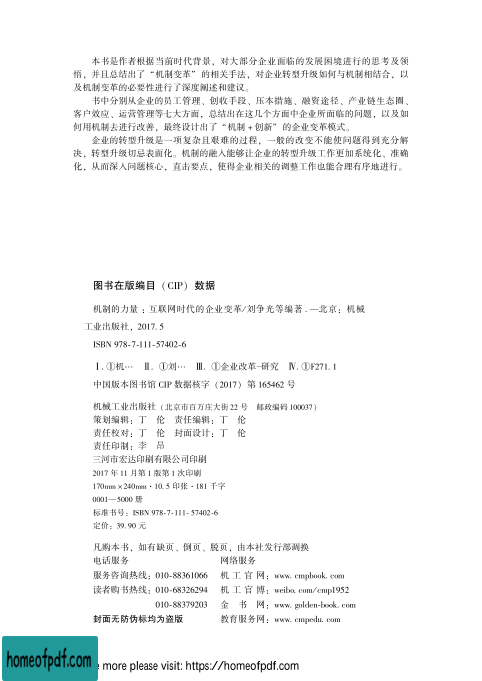 本书是作者根据当前时代背景，对大部分企业面临的发展困境进行的思考及领
悟，并且总结出了“机制变革”的相关手法，对企业转型升级如何与机制相结合，以
及机制变革的必要性进行了深度阐述和建议。
书中分别从企业的员工管理、创收手段、压本措施、融资途径、产业链生态圈、
客户效应、运营管理等七大方面，总结出在这几个方面中企业所面临的问题，以及如
何用机制去进行改善，最终设计出了“机制+创新”的企业变革模式。
企业的转型升级是一项复杂且艰难的过程，一般的改变不能使问题得到充分解
决，转型升级切忌表面化。机制的融入能够让企业的转型升级工作更加系统化、准确
化，从而深入问题核心，直击要点，使得企业相关的调整工作也能合理有序地进行。
图书在版编目（CIP）数据
机制的力量：互联网时代的企业变革/刘争光等编著.—北京：机械
工业出版社，2017.5
ISBN 978-7-111-57402-6
Ⅰ.①机… Ⅱ.①刘… Ⅲ.①企业改革-研究 Ⅳ.①F271.1
中国版本图书馆 CIP 数据核字（2017）第 165462 号
机械工业出版社（北京市百万庄大街 22 号 邮政编码 100037）
策划编辑：丁 伦 责任编辑：丁 伦
责任校对：丁 伦 封面设计：丁 伦
责任印制：李 昂
三河市宏达印刷有限公司印刷
2017 年 11 月第 1 版第 1 次印刷
170mm×240mm·10.5 印张·181 千字
0001—5000 册
标准书号：ISBN 978-7-111-57402-6
定价：39.90 元
凡购本书，如有缺页、倒页、脱页，由本社发行部调换
电话服务 网络服务
服务咨询热线：010-88361066 机 工 官 网：www.cmpbook.com
读者购书热线：010-68326294 机 工 官 博：weibo.com/cmp1952
010-88379203 金 书 网：www.golden-book.com
封面无防伪标均为盗版 教育服务网：www.cmpedu.com
homeofpdf.com
more please visit: https://homeofpdf.com